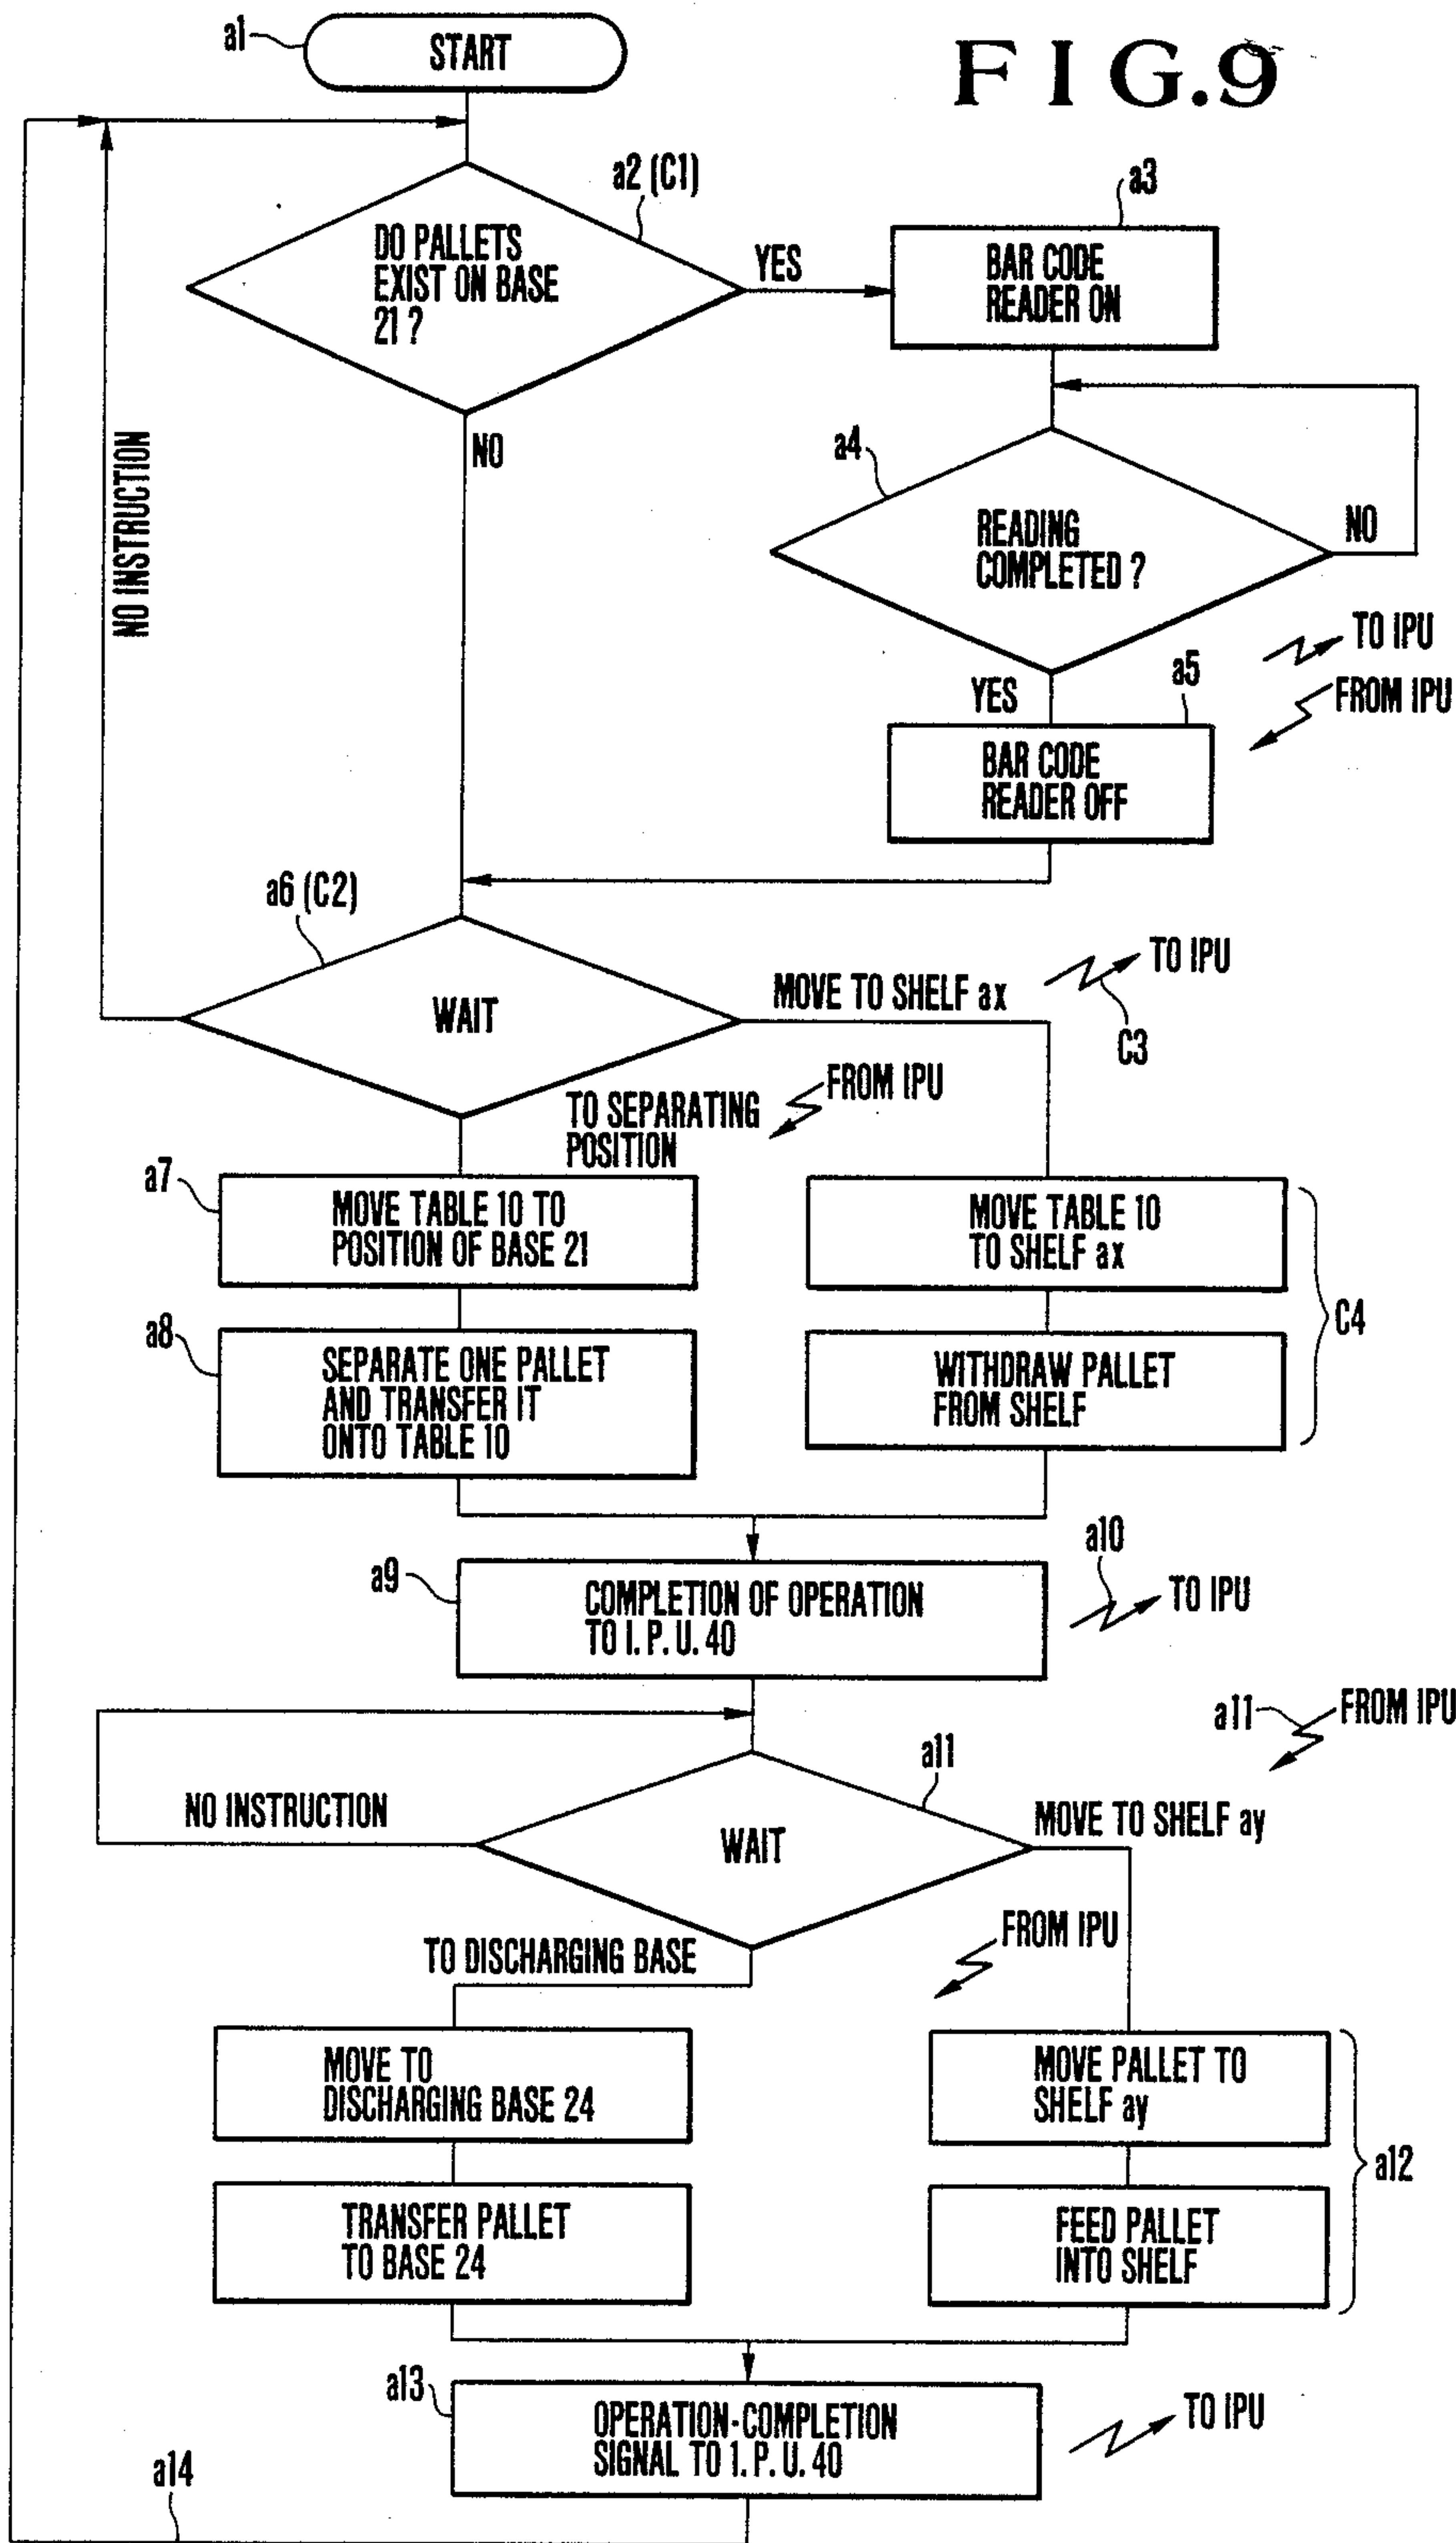 FIG.9
a1
START
a2 (C1)
DO PALLETS
EXIST ON BASE
21 ?
YES
NO
a3
BAR CODE
READER ON
a4
READING
COMPLETED ?
NO
YES
TO IPU
FROM IPU
a5
BAR CODE
READER OFF
NO INSTRUCTION
a6 (C2)
WAIT
MOVE TO SHELF ax
TO IPU
C3
TO SEPARATING
POSITION
FROM IPU
a7
MOVE TABLE 10 TO
POSITION OF BASE 21
MOVE TABLE 10
TO SHELF ax
a8
SEPARATE ONE PALLET
AND TRANSFER IT
ONTO TABLE 10
WITHDRAW PALLET
FROM SHELF
C4
a9
COMPLETION OF OPERATION
TO I. P. U. 40
a10
TO IPU
a11
FROM IPU
a11
NO INSTRUCTION
WAIT
MOVE TO SHELF ay
TO DISCHARGING BASE
FROM IPU
MOVE TO
DISCHARGING BASE 24
MOVE PALLET TO
SHELF ay
TRANSFER PALLET
TO BASE 24
FEED PALLET
INTO SHELF
a12
a13
OPERATION-COMPLETION
SIGNAL TO I. P. U. 40
TO IPU
a14